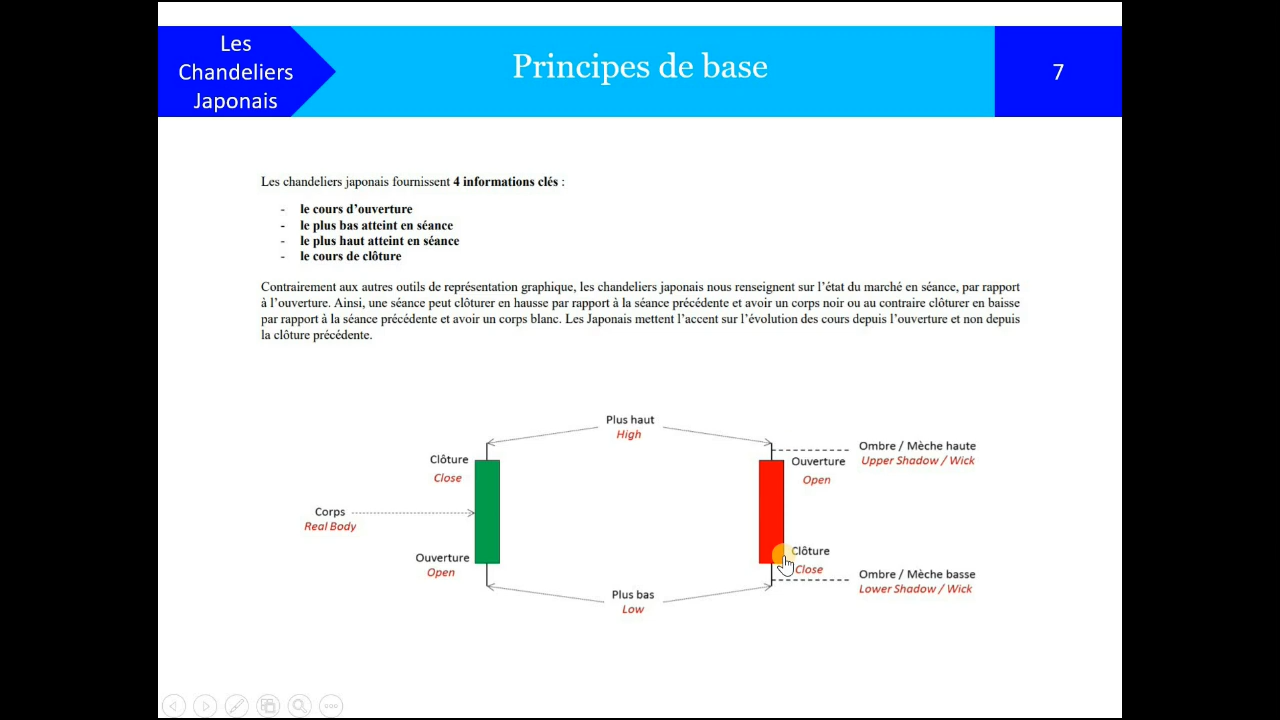 Les
Chandeliers
Japonais
Principes de base
7
Les chandeliers japonais fournissent 4 informations clés :
- le cours d’ouverture
- le plus bas atteint en séance
- le plus haut atteint en séance
- le cours de clôture
Contrairement aux autres outils de représentation graphique, les chandeliers japonais nous renseignent sur l’état du marché en séance, par rapport
à l’ouverture. Ainsi, une séance peut clôturer en hausse par rapport à la séance précédente et avoir un corps noir ou au contraire clôturer en baisse
par rapport à la séance précédente et avoir un corps blanc. Les Japonais mettent l’accent sur l’évolution des cours depuis l’ouverture et non depuis
la clôture précédente.
Plus haut
High
Clôture
Close
Corps
Real Body
Ouverture
Open
Plus bas
Low
Ombre / Mèche haute
Upper Shadow / Wick
Ouverture
Open
Clôture
Close
Ombre / Mèche basse
Lower Shadow / Wick